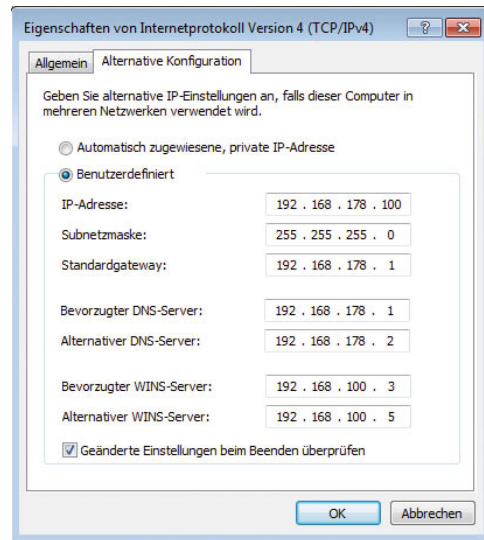 Eigenschaften von Internetprotokoll Version 4 (TCP/IPv4)
Allgemein
Alternative Konfiguration
Geben Sie alternative IP-Einstellungen an, falls dieser Computer in
mehreren Netzwerken verwendet wird.
Automatisch zugewiesene, private IP-Adresse
Benutzerdefiniert
IP-Adresse: 192 . 168 . 178 . 100
Subnetzmaske: 255 . 255 . 255 . 0
Standardgateway: 192 . 168 . 178 . 1
Bevorzugter DNS-Server: 192 . 168 . 178 . 1
Alternativer DNS-Server: 192 . 168 . 178 . 2
Bevorzugter WINS-Server: 192 . 168 . 100 . 3
Alternativer WINS-Server: 192 . 168 . 100 . 5
Geänderte Einstellungen beim Beenden überprüfen
OK
Abbrechen